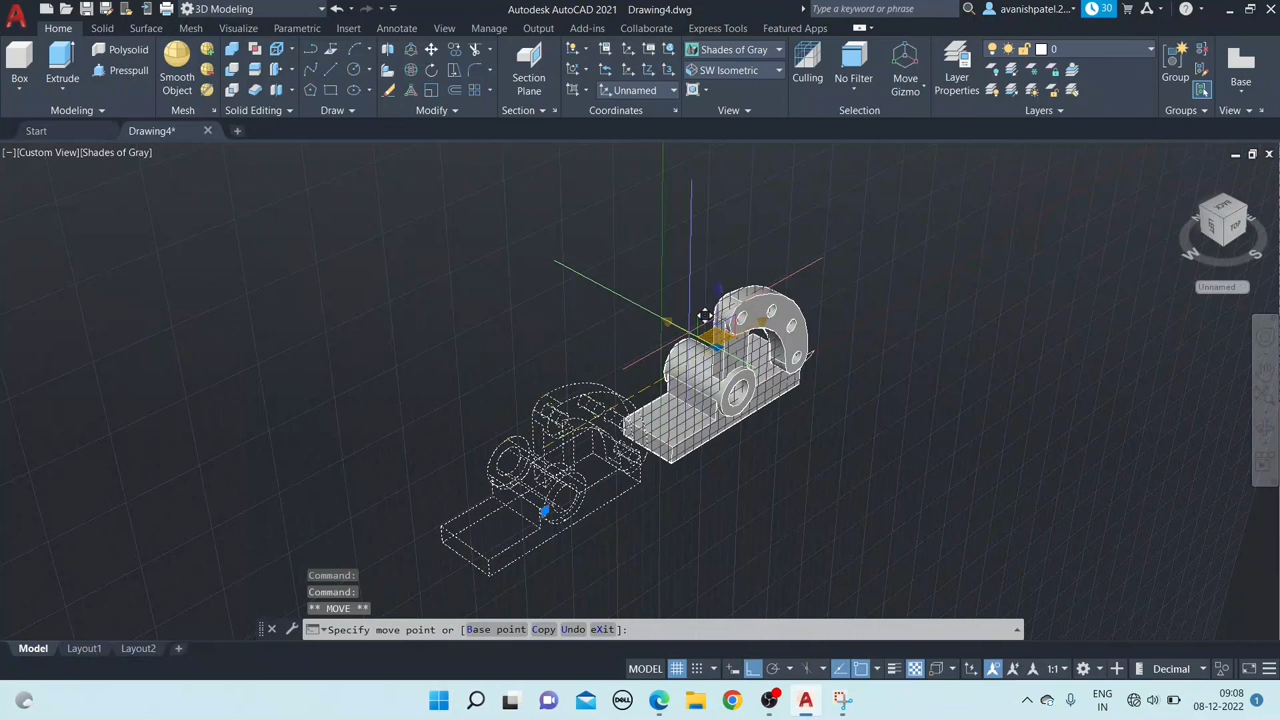 3D Modeling
Autodesk AutoCAD 2021 Drawing4.dwg
Type a keyword or phrase
avanishpatel.2...
30
Home Solid Surfa Mesh Visualize Parametric Insert Annotate View Manage Output Add-ins Collaborate Express Tools Featured Apps
Box
Extrude
Polysolid
Presspull
Smooth
Object
Section
Plane
Unnamed
Shades of Gray
SW Isometric
Culling
No Filter
Move
Gizmo
Layer
Properties
0
Group
Base
Modeling
Mesh
Solid Editing
Draw
Modify
Section
Coordinates
View
Selection
Layers
Groups
View
Start Drawing4*
[−][Custom View][Shades of Gray]
TOP
W
S
Unnamed
Command:
Command:
** MOVE **
Specify move point or [Base point Copy Undo eXit]:
Model Layout1 Layout2
MODEL
1:1
Decimal
ENG
IN
09:08
08-12-2022
1